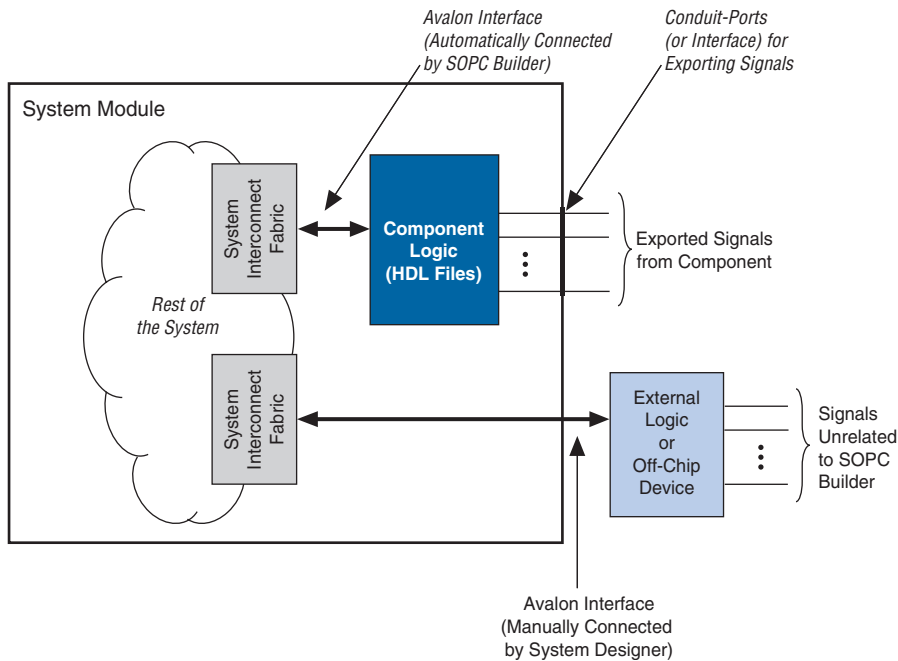 Avalon Interface
(Automatically Connected
by SOPC Builder)
Conduit-Ports
(or Interface) for
Exporting Signals
System Module
System
Interconnect
Fabric
Component
Logic
(HDL Files)
Exported Signals
from Component
Rest of
the System
System
Interconnect
Fabric
External
Logic
or
Off-Chip
Device
Signals
Unrelated
to SOPC
Builder
Avalon Interface
(Manually Connected
by System Designer)